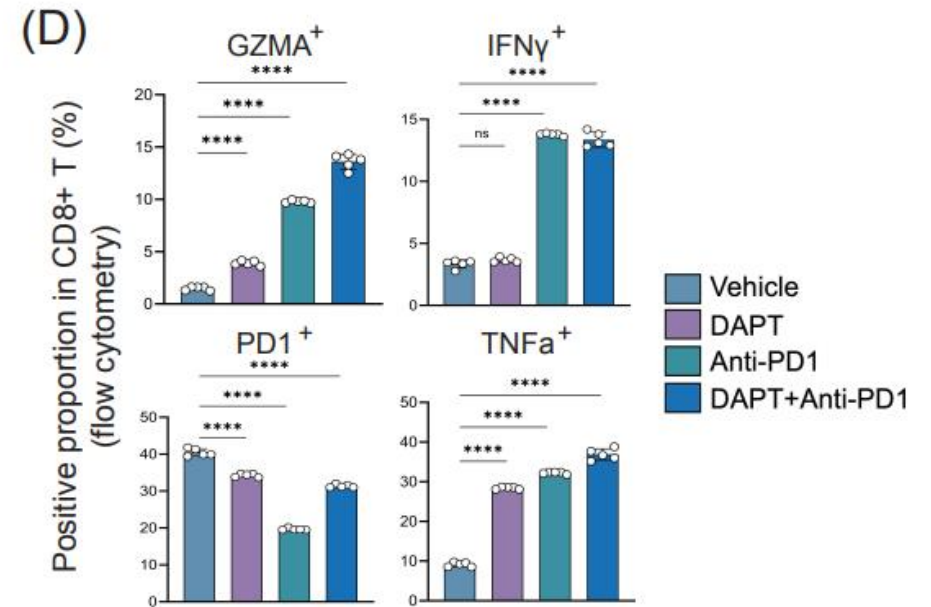 (D)
GZMA+
****
****
****
20
15
10
5
0
IFNγ+
****
****
ns
15
10
5
0
Positive proportion in CD8+ T (%)
(flow cytometry)
PD1+
****
****
****
50
40
30
20
10
0
TNFa+
****
****
****
50
40
30
20
10
0
Vehicle
DAPT
Anti-PD1
DAPT+Anti-PD1